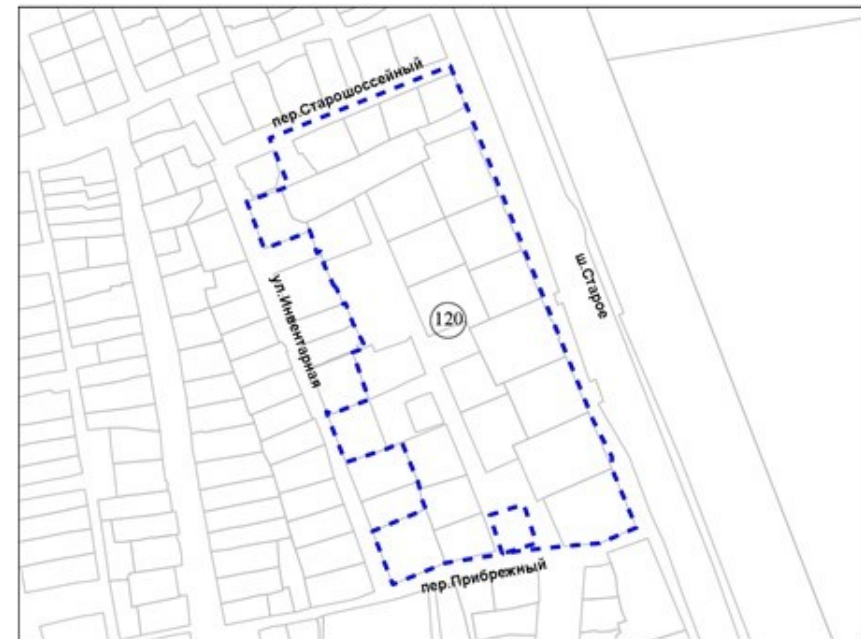 пер.Старошоссейный
ш.Старое
ул.Инвентарная
120
пер.Прибрежный